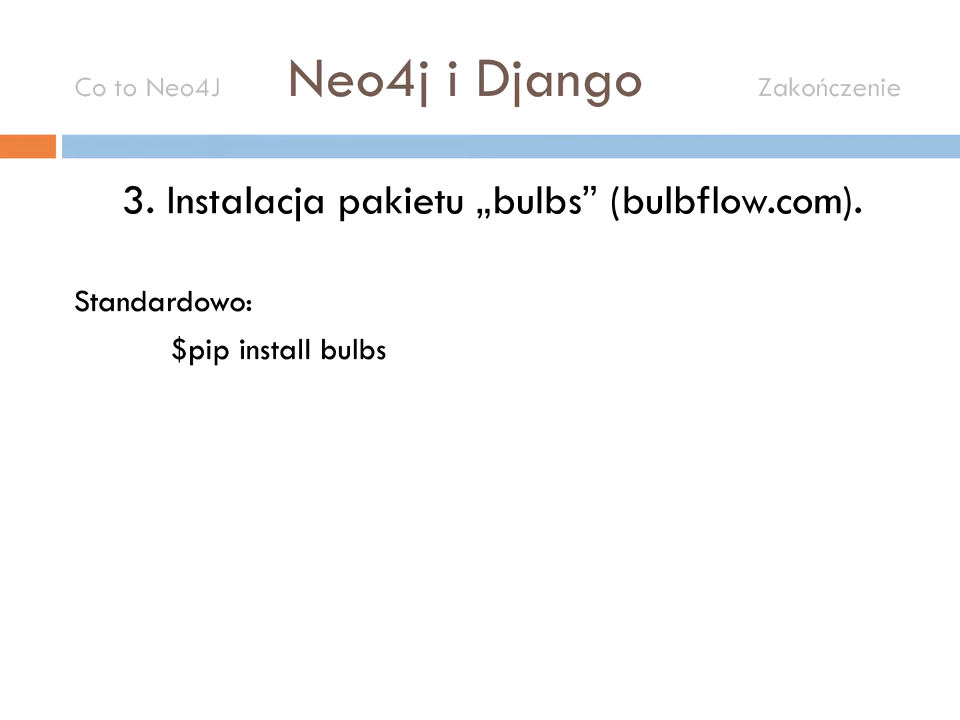 Co to Neo4J Neo4j i Django Zakończenie
3. Instalacja pakietu „bulbs” (bulbflow.com).
Standardowo:
$pip install bulbs